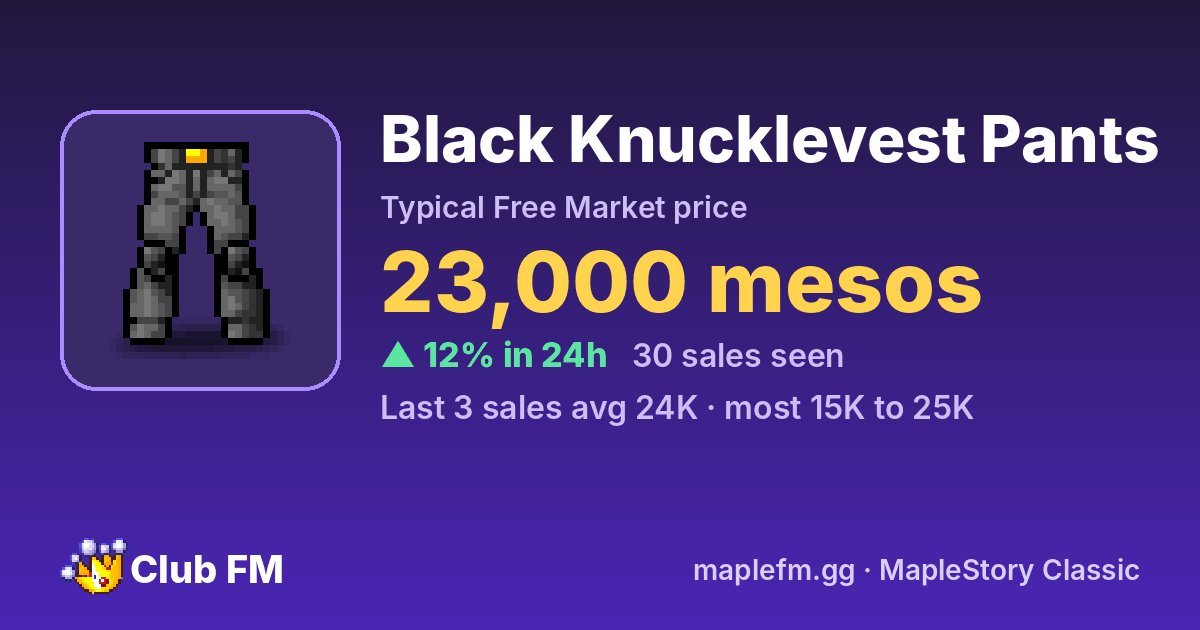 Black Knucklevest Pants
Typical Free Market price
23,000 mesos
▲ 12% in 24h 30 sales seen
Last 3 sales avg 24K · most 15K to 25K
Club FM
maplefm.gg · MapleStory Classic